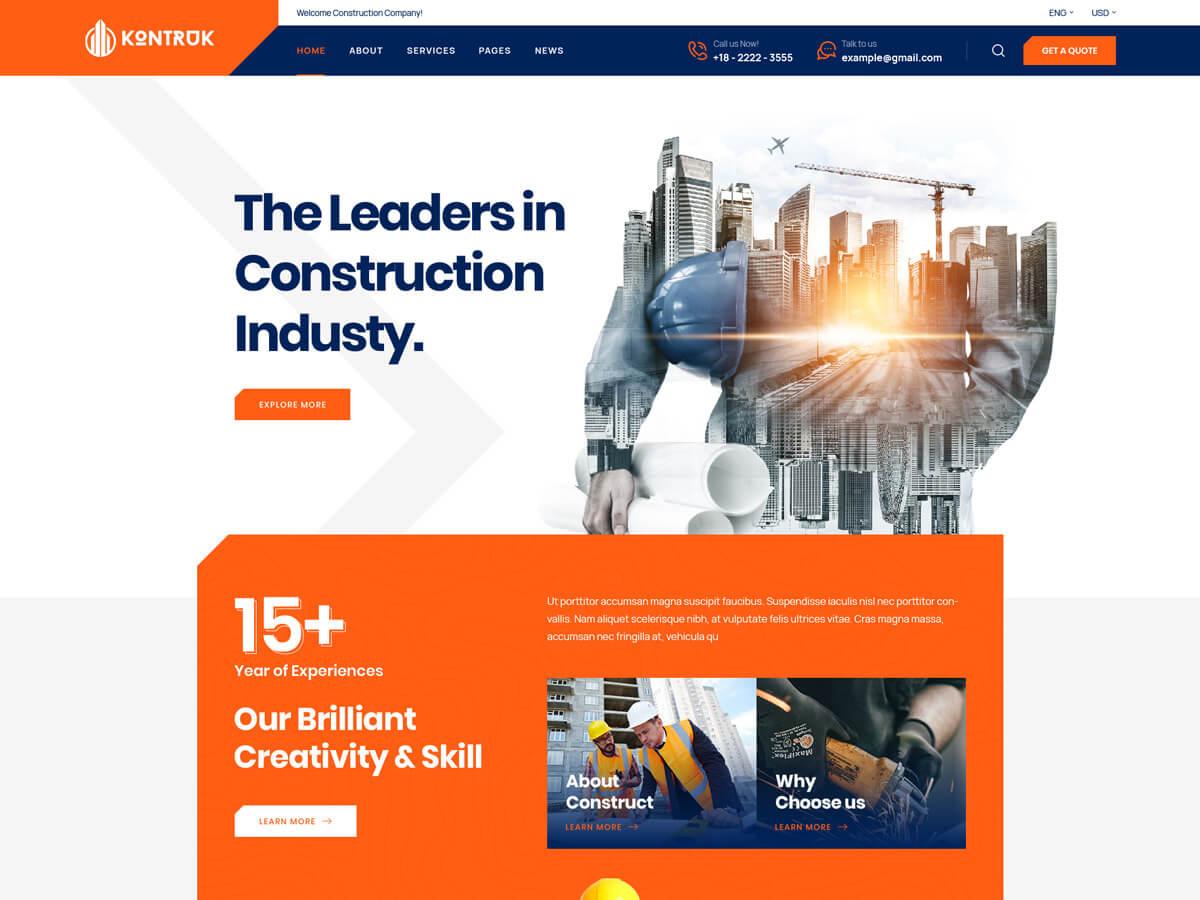 Welcome Construction Company!
ENG
USD
KONTRUK
HOME
ABOUT
SERVICES
PAGES
NEWS
Call us Now!
+18 - 2222 - 3555
Talk to us
example@gmail.com
GET A QUOTE
The Leaders in
Construction
Industy.
EXPLORE MORE
15+
Year of Experiences
Our Brilliant
Creativity & Skill
LEARN MORE
Ut porttitor accumsan magna suscipit faucibus. Suspendisse iaculis nisl nec porttitor con-
vallis. Nam aliquet scelerisque nibh, at vulputate felis ultrices vitae. Cras magna massa,
accumsan nec fringilla at, vehicula qu
About
Construct
LEARN MORE
Why
Choose us
LEARN MORE